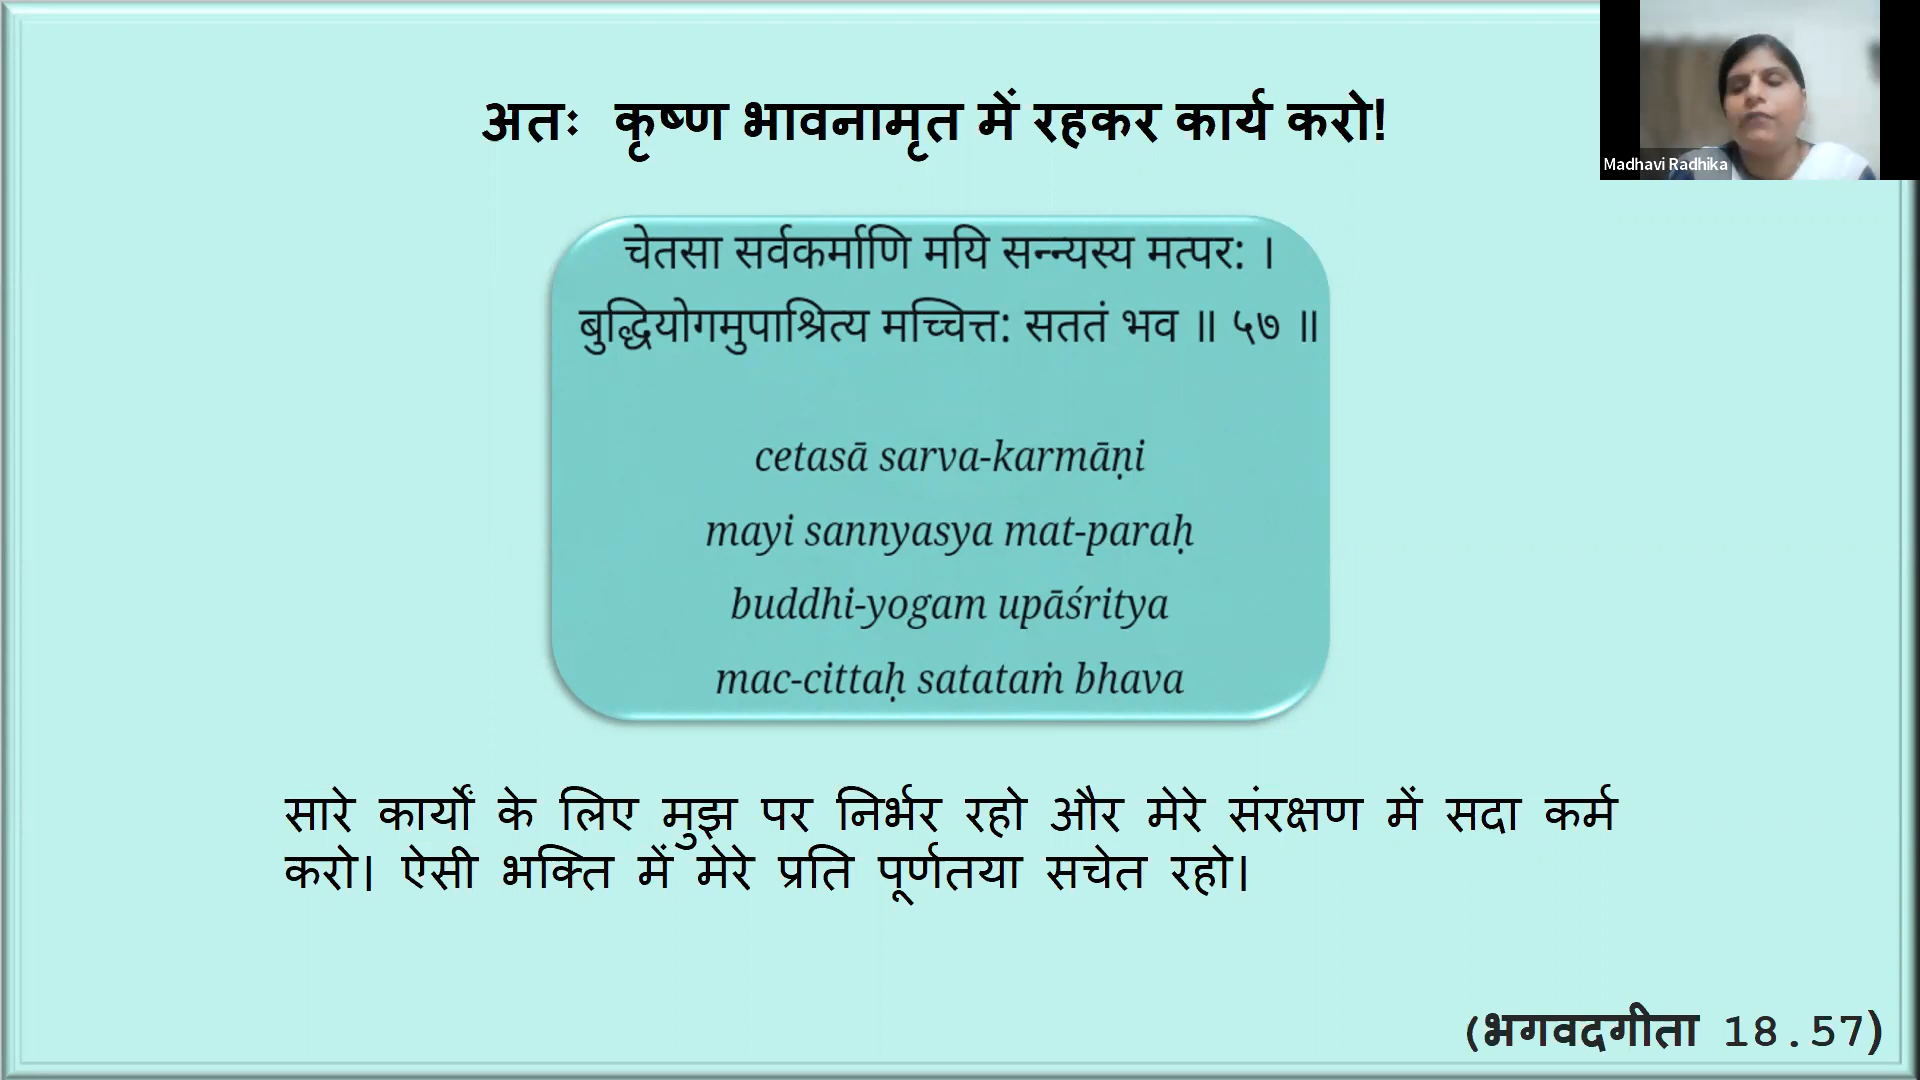 अतः कृष्ण भावनामृत में रहकर कार्य करो!
Madhavi Radhika
चेतसा सर्वकर्माणि मयि सन्न्यस्य मत्पर: ।
बुद्धियोगमुपाश्रित्य मच्चित्त: सततं भव ॥ ५७ ॥
cetasā sarva-karmāṇi
mayi sannyasya mat-paraḥ
buddhi-yogam upāśritya
mac-cittaḥ satataṁ bhava
सारे कार्यों के लिए मुझ पर निर्भर रहो और मेरे संरक्षण में सदा कर्म
करो। ऐसी भक्ति में मेरे प्रति पूर्णतया सचेत रहो।
(भगवदगीता 18.57)